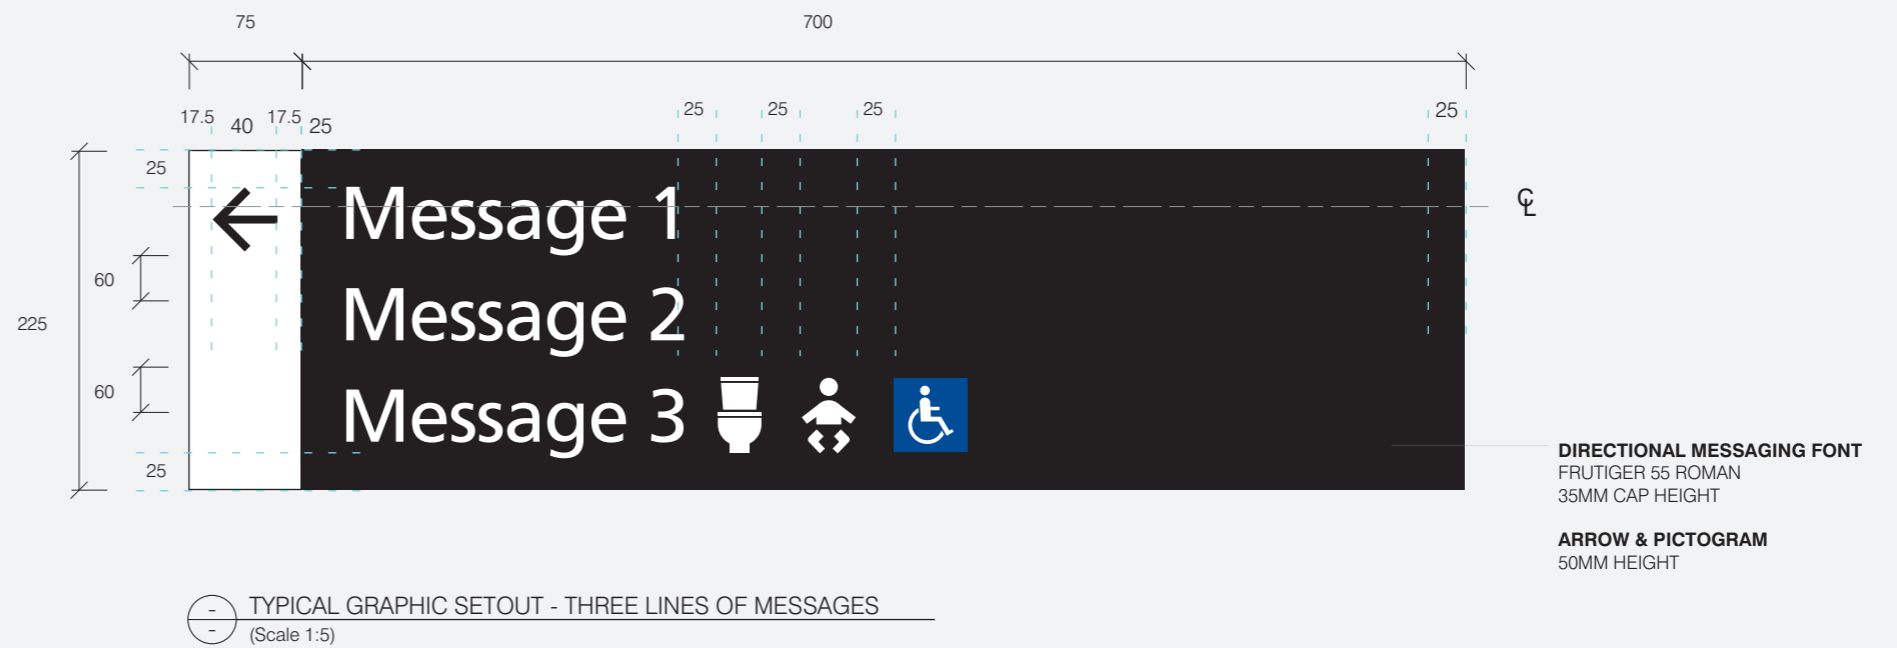 75 700
17.5 40 17.5 25 25 25 25 25
25
60
225
60
25
Message 1
Message 2
Message 3
CL
DIRECTIONAL MESSAGING FONT
FRUTIGER 55 ROMAN
35MM CAP HEIGHT
ARROW & PICTOGRAM
50MM HEIGHT
-
-
TYPICAL GRAPHIC SETOUT - THREE LINES OF MESSAGES
(Scale 1:5)